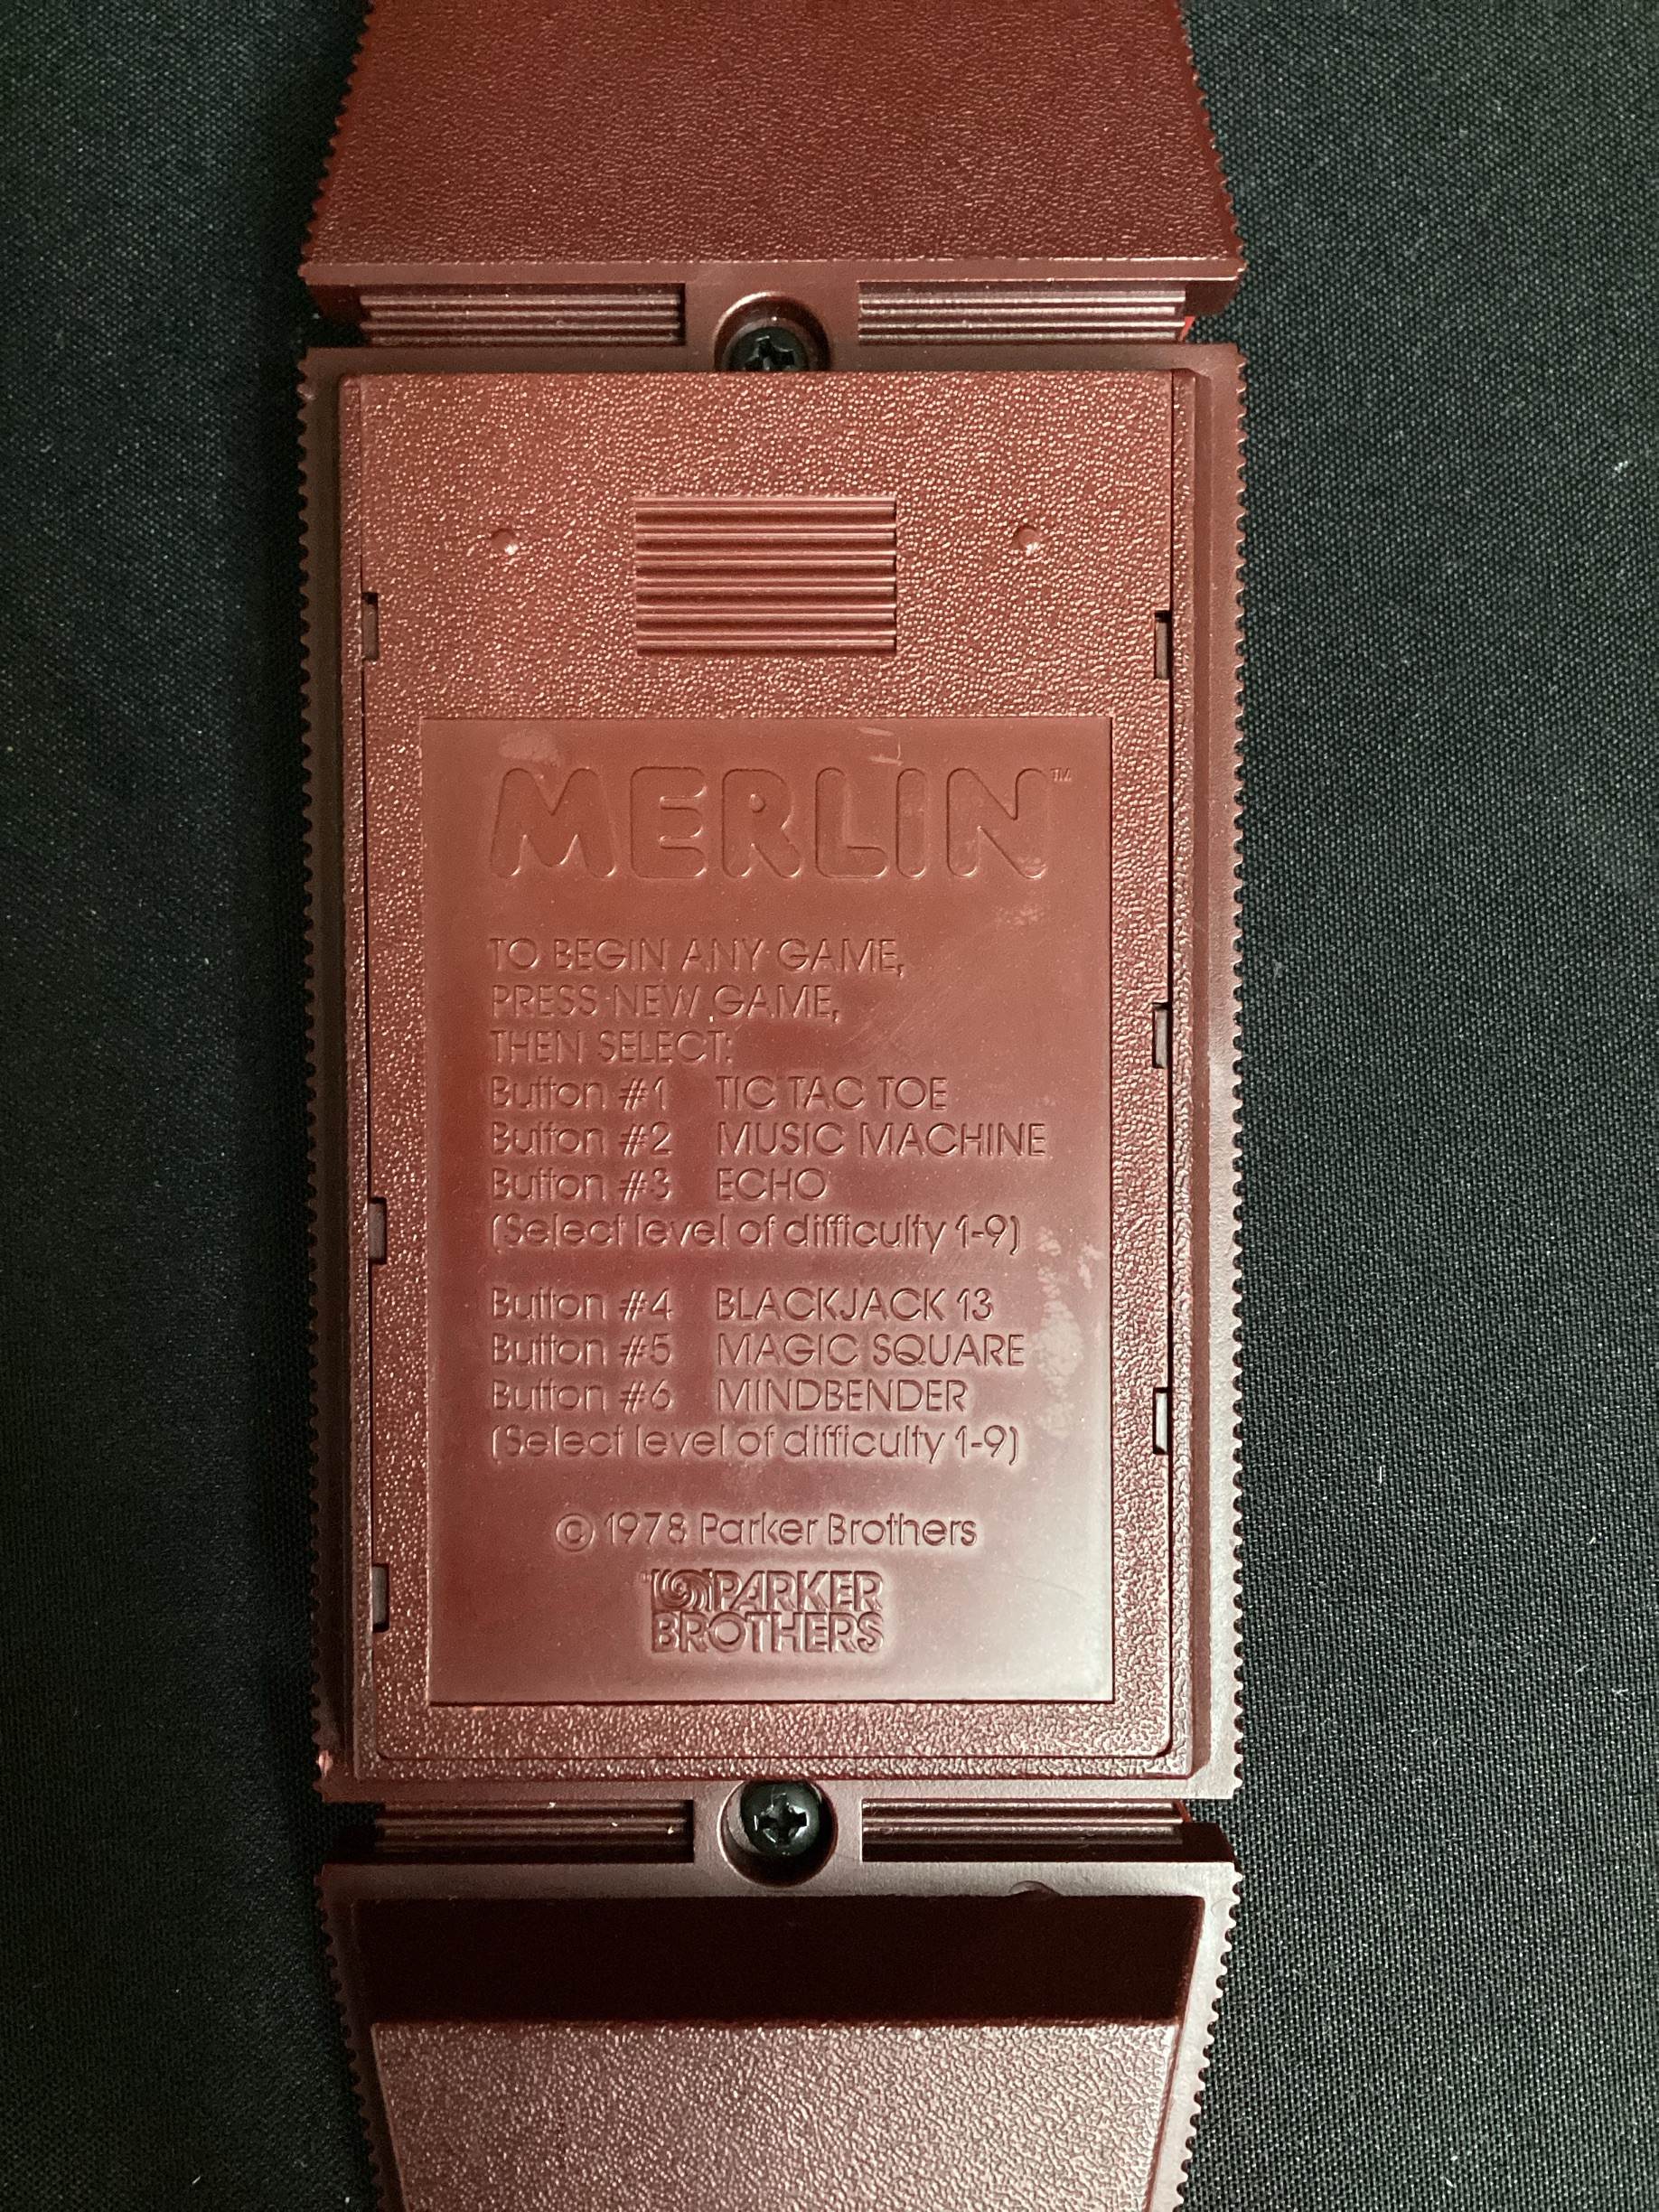 MERLIN™
TO BEGIN ANY GAME,
PRESS NEW GAME,
THEN SELECT:
Button #1 TIC TAC TOE
Button #2 MUSIC MACHINE
Button #3 ECHO
(Select level of difficulty 1-9)
Button #4 BLACKJACK 13
Button #5 MAGIC SQUARE
Button #6 MINDBENDER
(Select level of difficulty 1-9)
© 1978 Parker Brothers
PARKER
BROTHERS